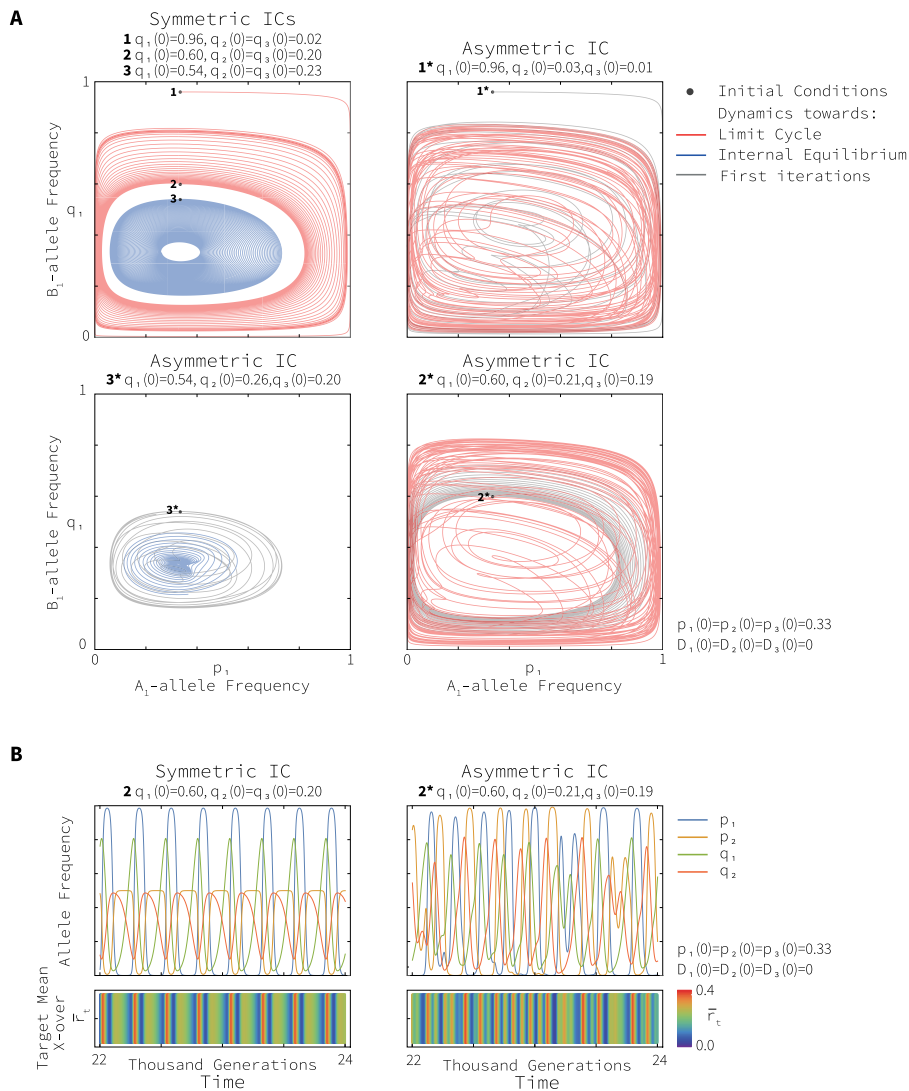 A
Symmetric ICs
1 q₁(0)=0.96, q₂(0)=q₃(0)=0.02
2 q₁(0)=0.60, q₂(0)=q₃(0)=0.20
3 q₁(0)=0.54, q₂(0)=q₃(0)=0.23
Asymmetric IC
1* q₁(0)=0.96, q₂(0)=0.03,q₃(0)=0.01
1
1
2
3
0
B₁-allele Frequency
q₁
1*
Initial Conditions
Dynamics towards:
Limit Cycle
Internal Equilibrium
First iterations
Asymmetric IC
3* q₁(0)=0.54, q₂(0)=0.26,q₃(0)=0.20
Asymmetric IC
2* q₁(0)=0.60, q₂(0)=0.21,q₃(0)=0.19
1
3*
0
B₁-allele Frequency
q₁
0
p₁
1
A₁-allele Frequency
2*
0
p₁
1
A₁-allele Frequency
p₁(0)=p₂(0)=p₃(0)=0.33
D₁(0)=D₂(0)=D₃(0)=0
B
Symmetric IC
2 q₁(0)=0.60, q₂(0)=q₃(0)=0.20
Asymmetric IC
2* q₁(0)=0.60, q₂(0)=0.21,q₃(0)=0.19
Allele Frequency
p₁
p₂
q₁
q₂
p₁(0)=p₂(0)=p₃(0)=0.33
D₁(0)=D₂(0)=D₃(0)=0
Target Mean
X-over
r̅ₜ
22
Thousand Generations
24
Time
22
Thousand Generations
24
Time
0.4
r̅ₜ
0.0